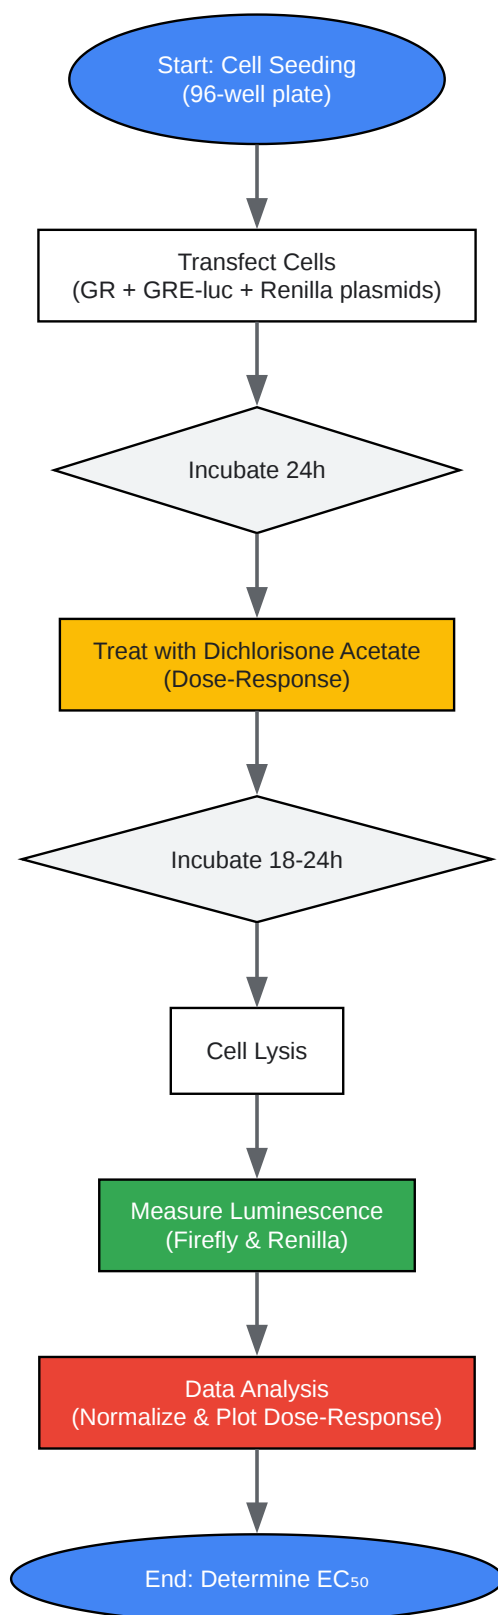 Start: Cell Seeding
(96-well plate)
Transfect Cells
(GR + GRE-luc + Renilla plasmids)
Incubate 24h
Treat with Dichlorisone Acetate
(Dose-Response)
Incubate 18-24h
Cell Lysis
Measure Luminescence
(Firefly & Renilla)
Data Analysis
(Normalize & Plot Dose-Response)
End: Determine EC₅₀